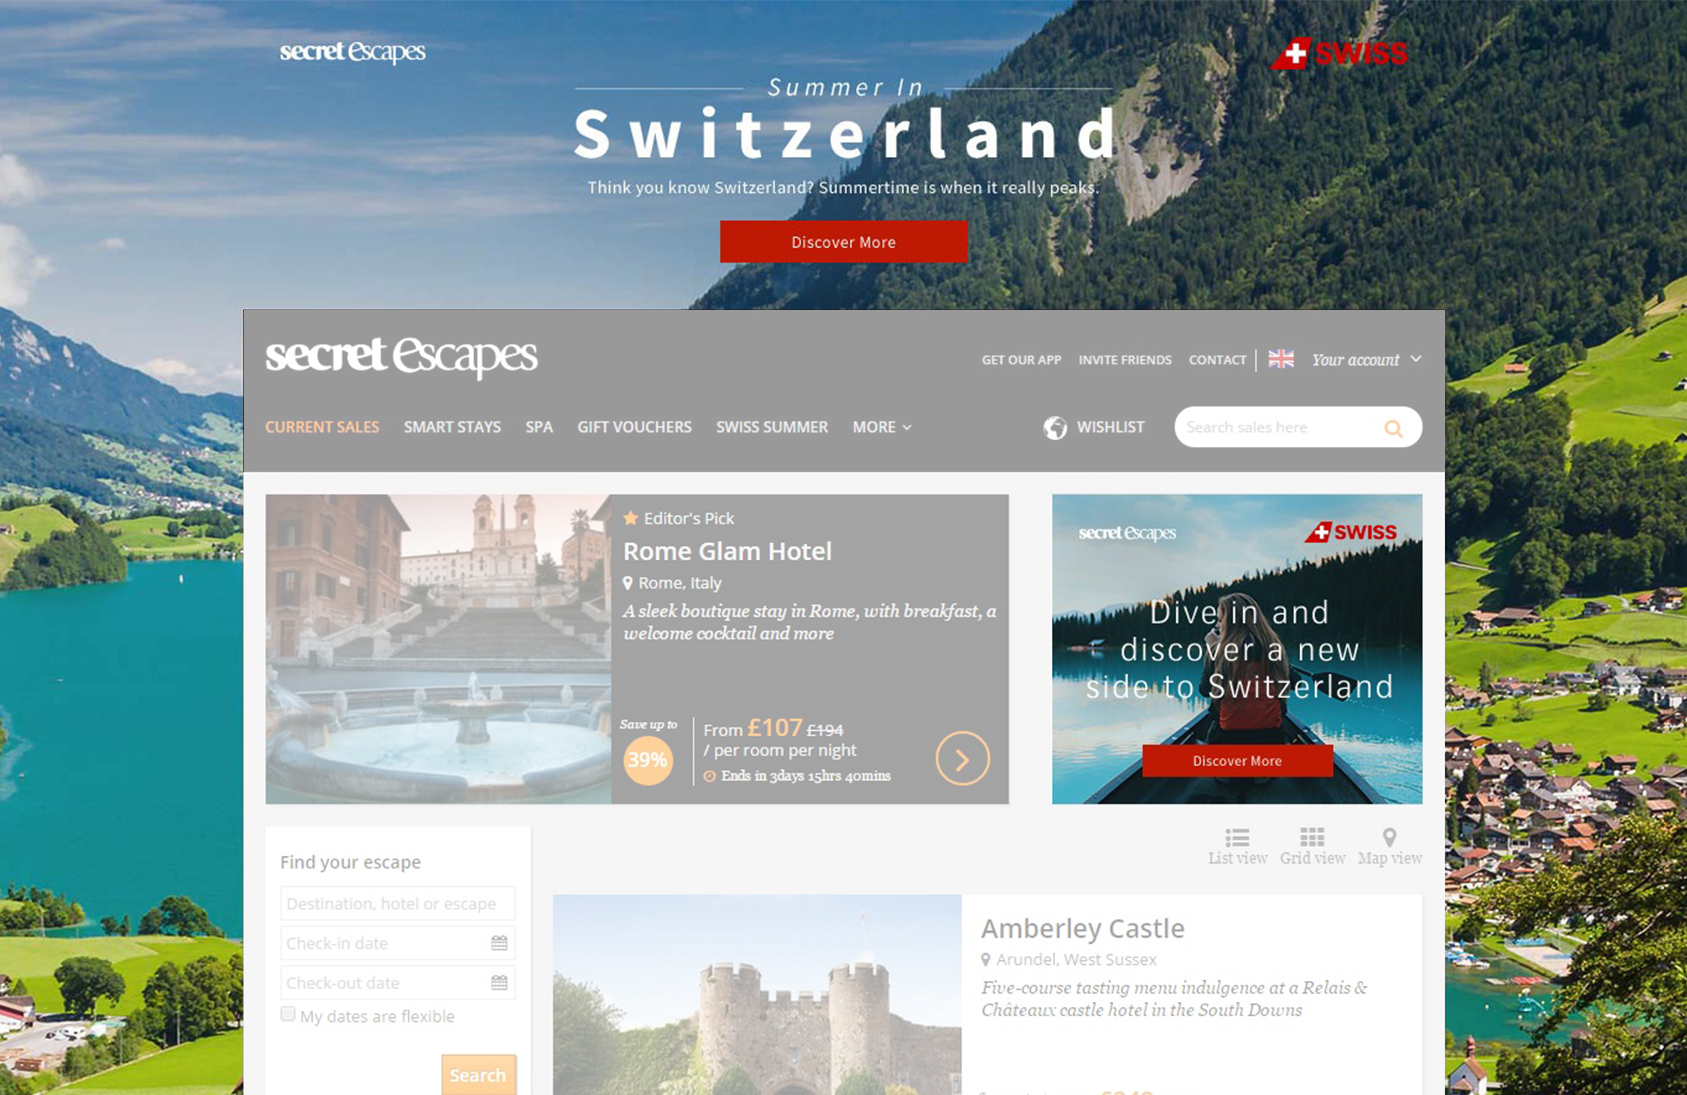 secret escapes
SWISS
Summer In
Switzerland
Think you know Switzerland? Summertime is when it really peaks.
Discover More
secret escapes
GET OUR APP
INVITE FRIENDS
CONTACT
Your account
CURRENT SALES
SMART STAYS
SPA
GIFT VOUCHERS
SWISS SUMMER
MORE
WISHLIST
Search sales here
Editor's Pick
Rome Glam Hotel
Rome, Italy
A sleek boutique stay in Rome, with breakfast, a
welcome cocktail and more
Save up to
39%
From £107 £194
/ per room per night
Ends in 3days 15hrs 40mins
secret escapes
SWISS
Dive in and
discover a new
side to Switzerland
Discover More
List view
Grid view
Map view
Find your escape
Destination, hotel or escape
Check-in date
Check-out date
My dates are flexible
Search
Amberley Castle
Arundel, West Sussex
Five-course tasting menu indulgence at a Relais &
Châteaux castle hotel in the South Downs